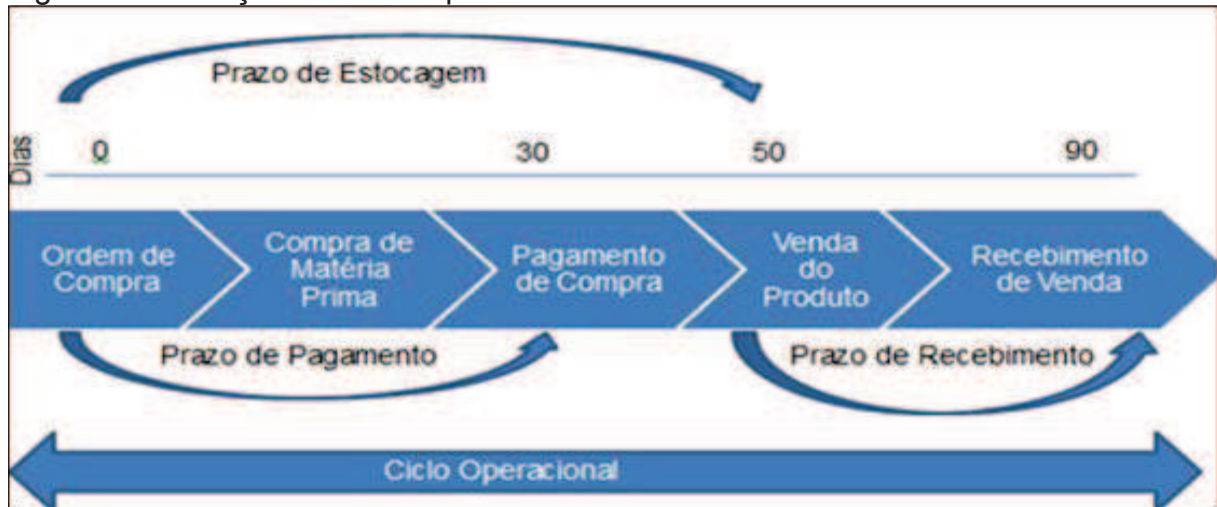 Prazo de Estocagem
Dias 0 30 50 90
Ordem de
Compra
Compra de
Matéria
Prima
Pagamento
de Compra
Venda
do
Produto
Recebimento
de Venda
Prazo de Pagamento
Prazo de Recebimento
Ciclo Operacional